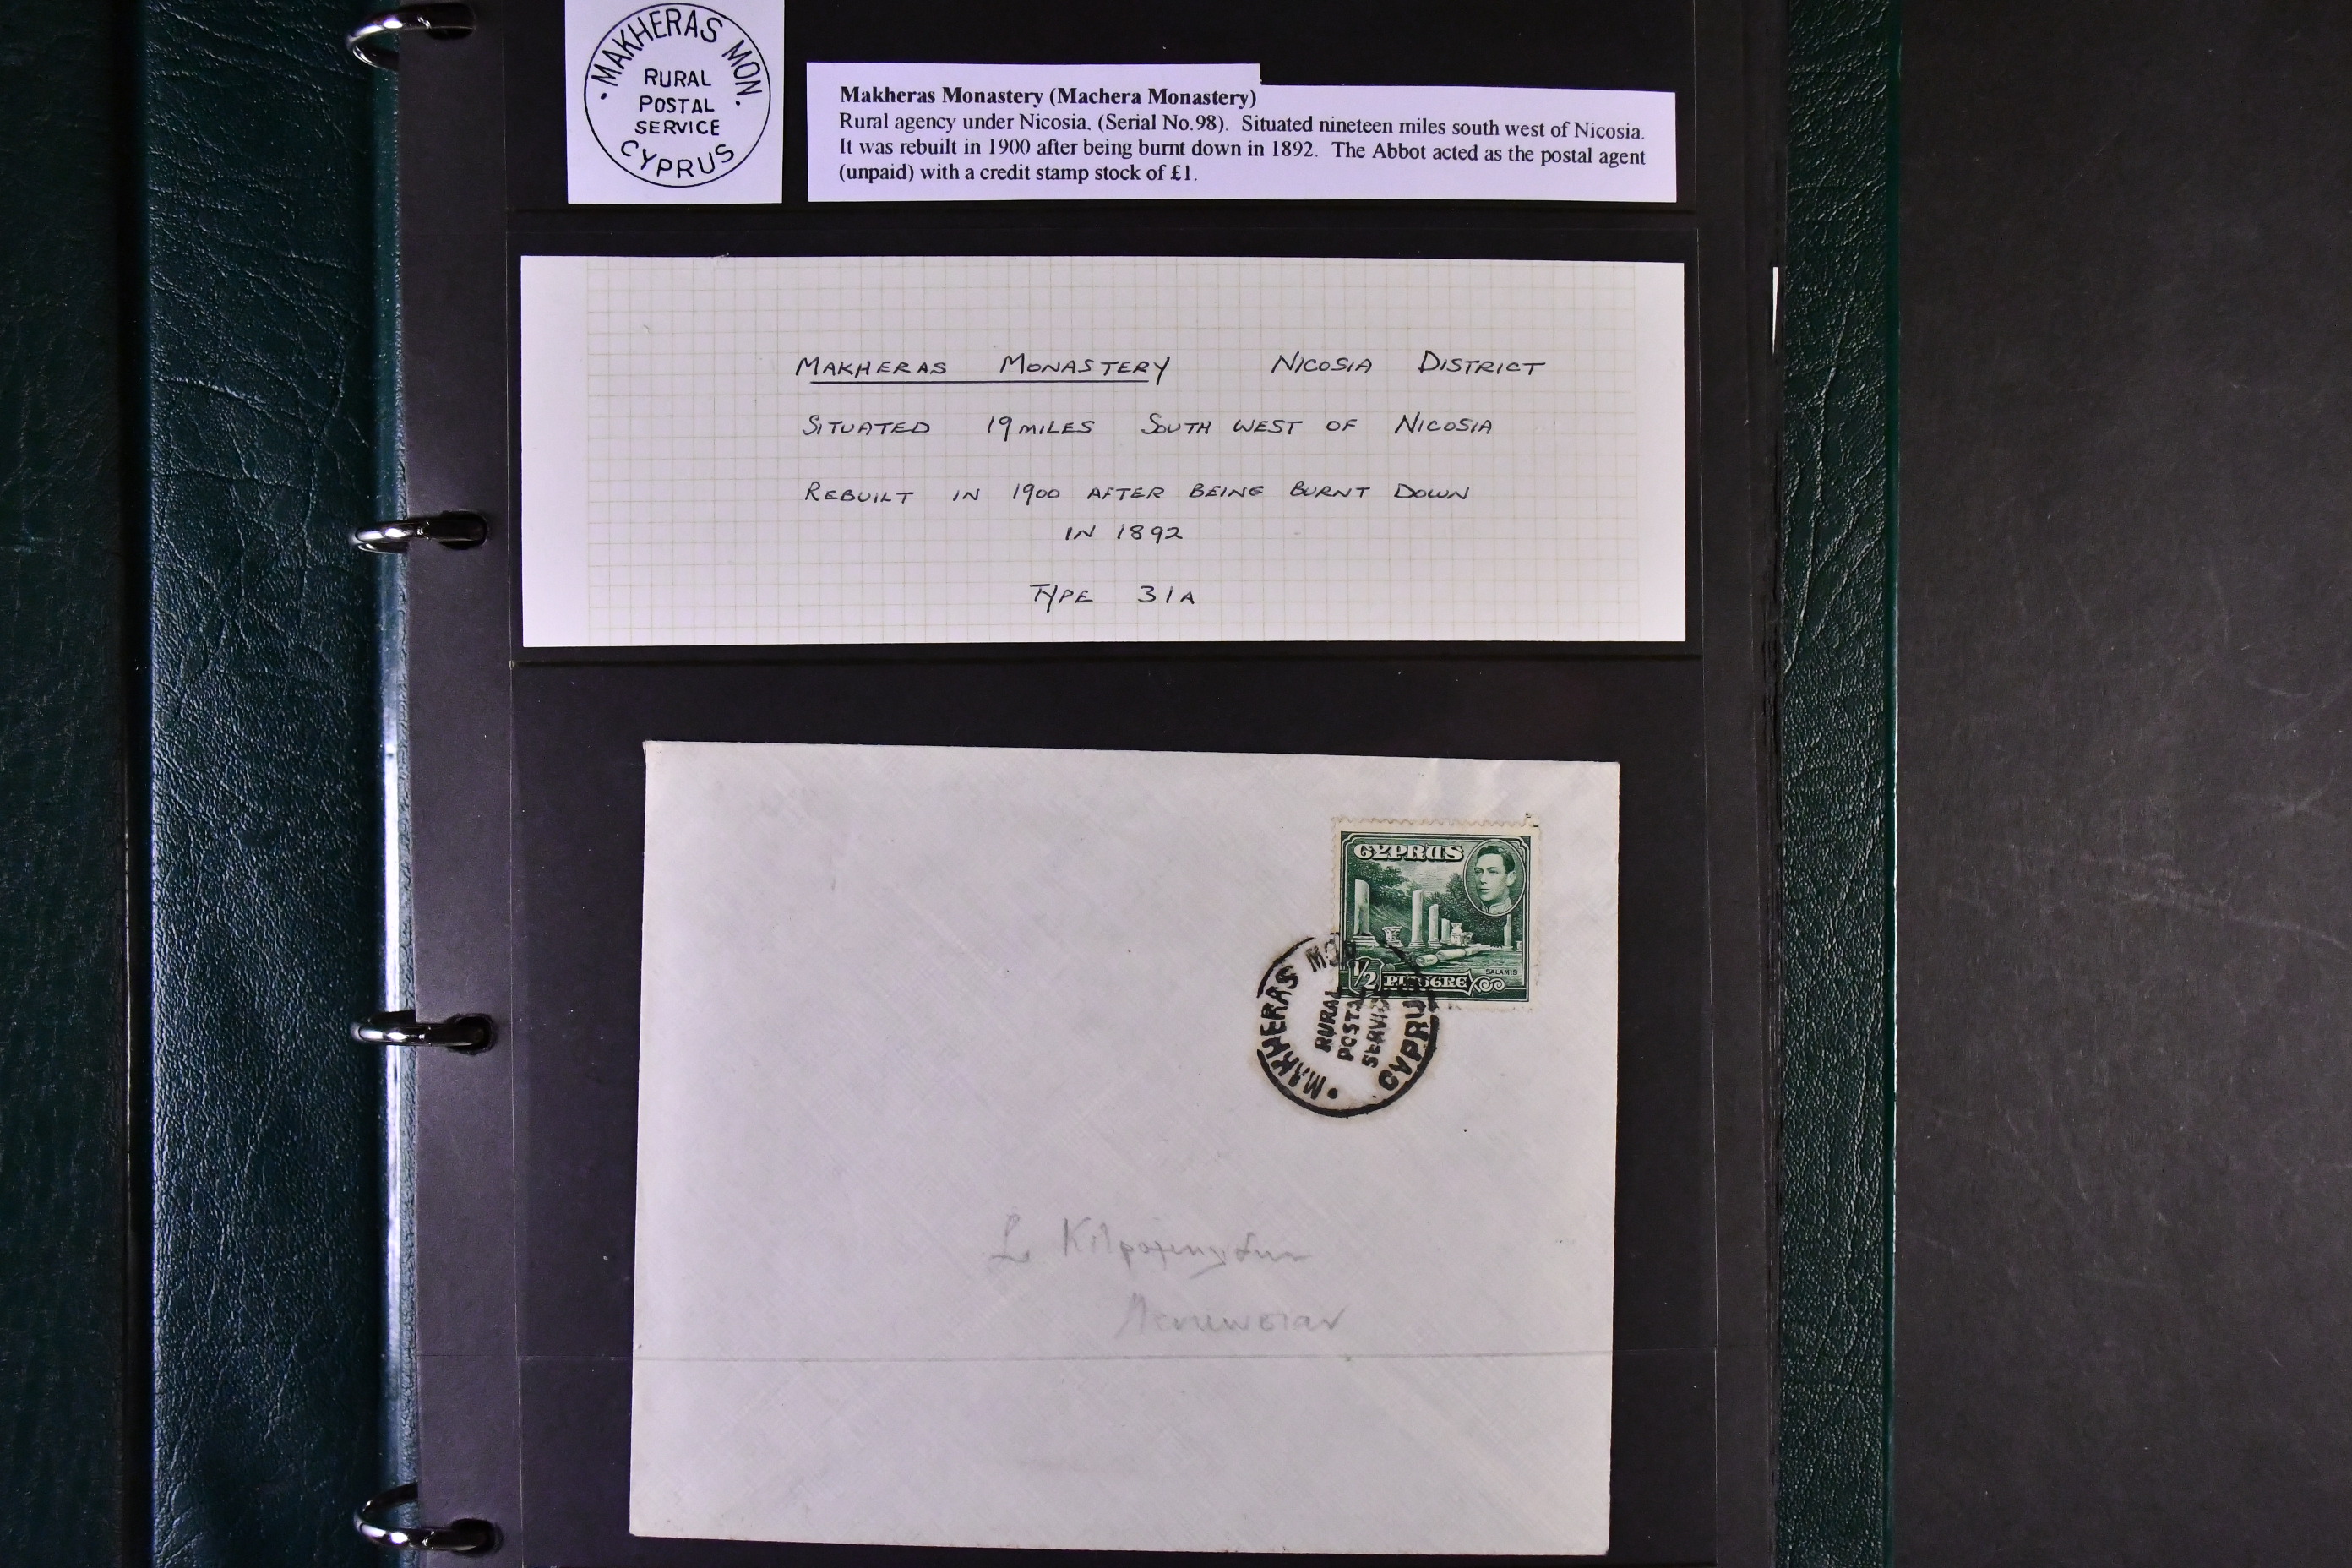 · MAKHERAS MON.·
RURAL
POSTAL
SERVICE
CYPRUS
Makheras Monastery (Machera Monastery)
Rural agency under Nicosia. (Serial No.98). Situated nineteen miles south west of Nicosia.
It was rebuilt in 1900 after being burnt down in 1892. The Abbot acted as the postal agent
(unpaid) with a credit stamp stock of £1.
MAKHERAS MONASTERY NICOSIA DISTRICT
SITUATED 19 MILES SOUTH WEST OF NICOSIA
REBUILT IN 1900 AFTER BEING BURNT DOWN
IN 1892
TYPE 31A
CYPRUS
SALAMIS
1/2 PIASTRE
· MAKHERAS MON
RURAL
POSTAL
SERVICE
CYPRUS
Λευκωσίαν